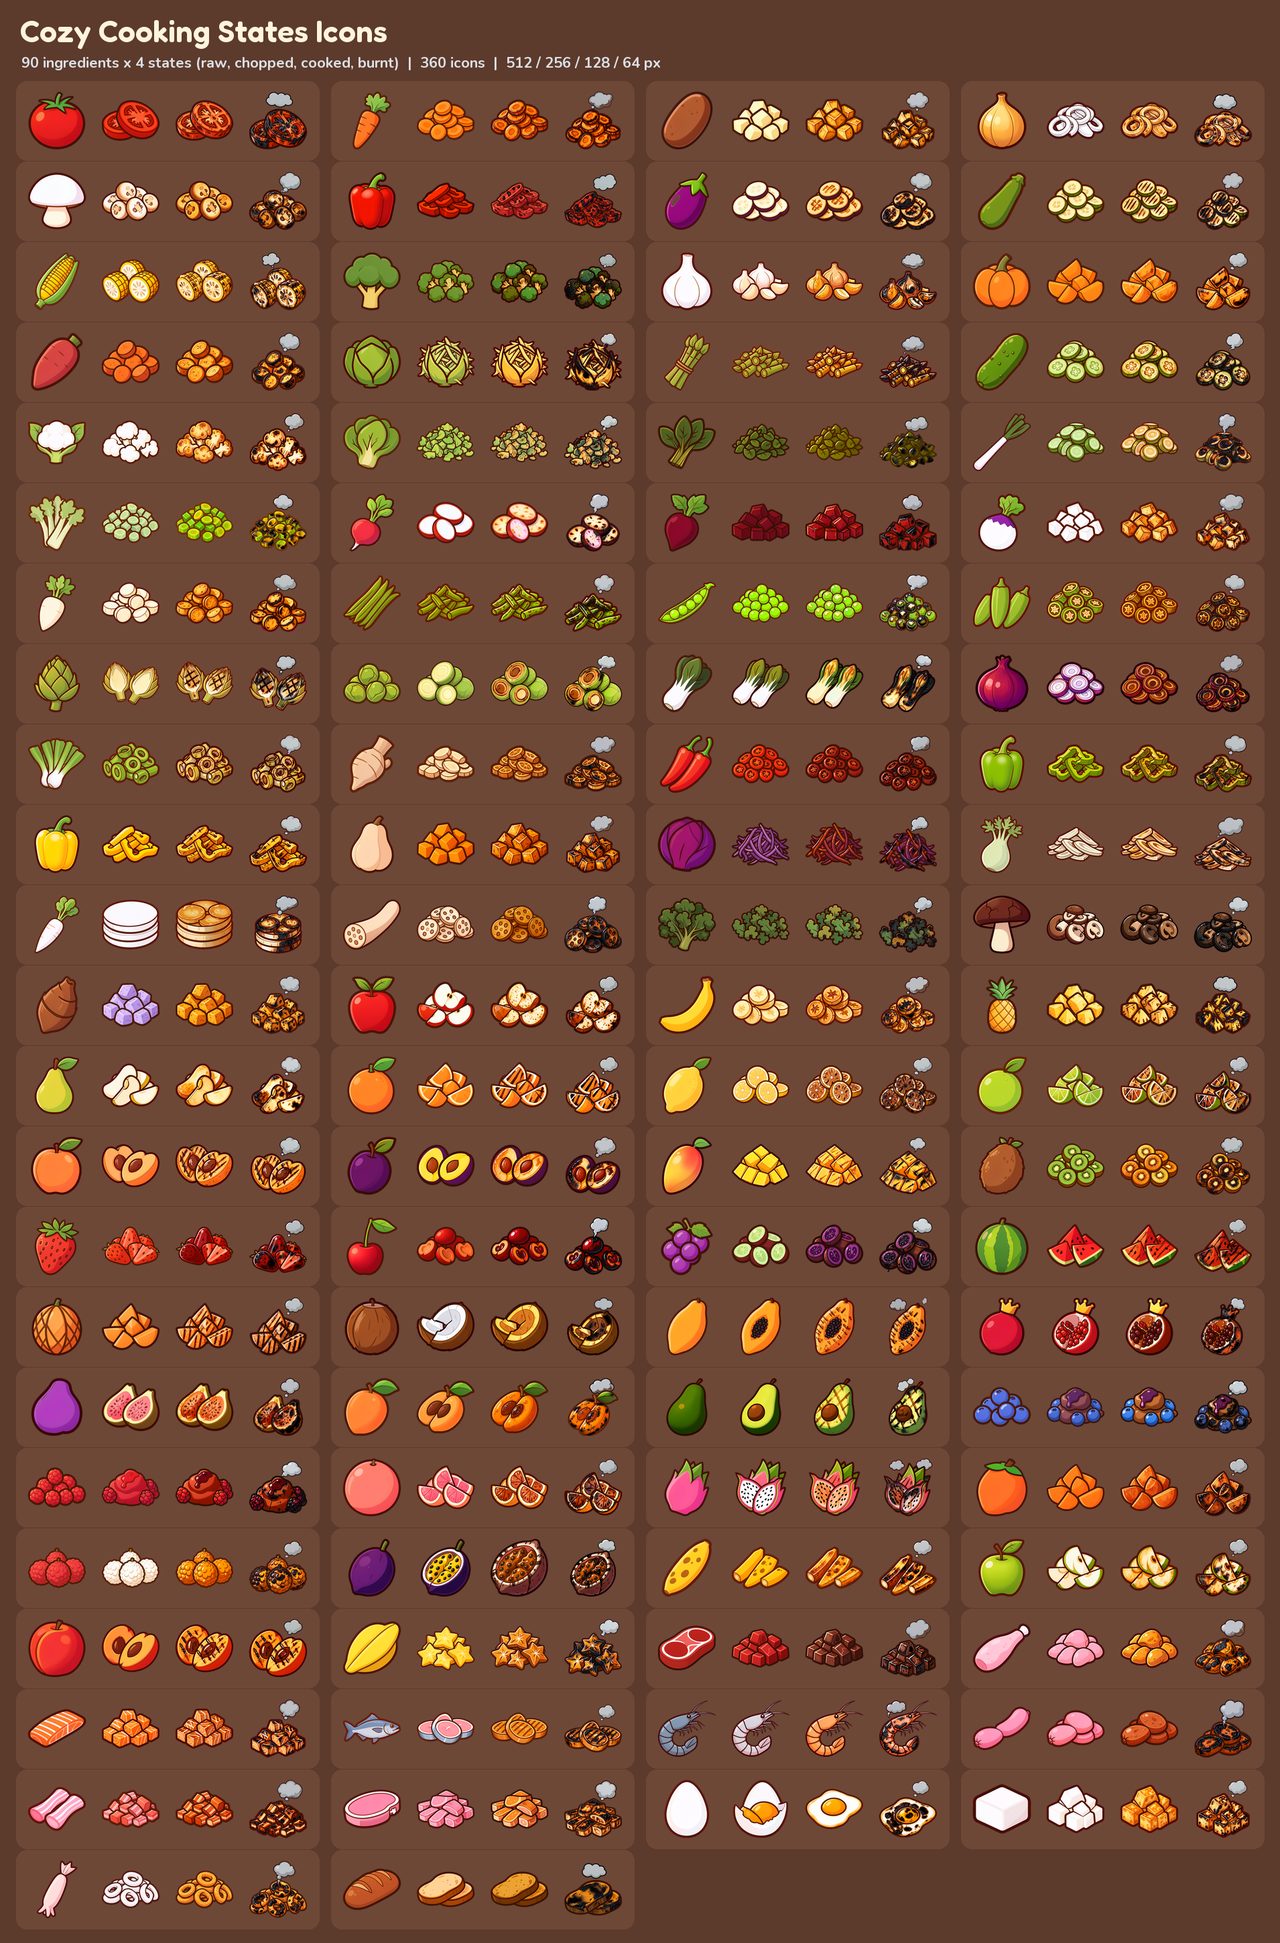 Cozy Cooking States Icons
90 ingredients x 4 states (raw, chopped, cooked, burnt) | 360 icons | 512 / 256 / 128 / 64 px